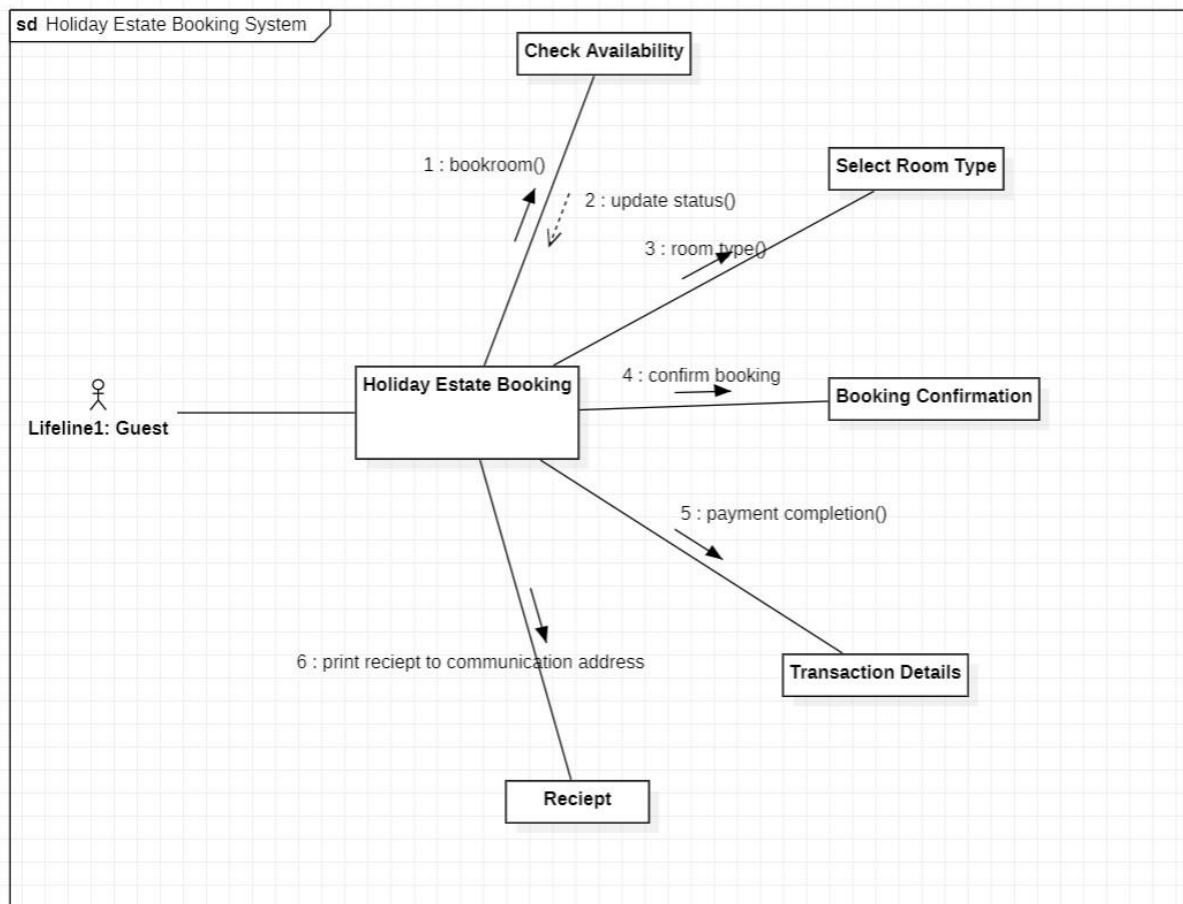 sd Holiday Estate Booking System
Check Availability
1 : bookroom()
Select Room Type
2 : update status()
3 : room type()
Holiday Estate Booking
4 : confirm booking
Booking Confirmation
Lifeline1: Guest
5 : payment completion()
6 : print reciept to communication address
Transaction Details
Reciept